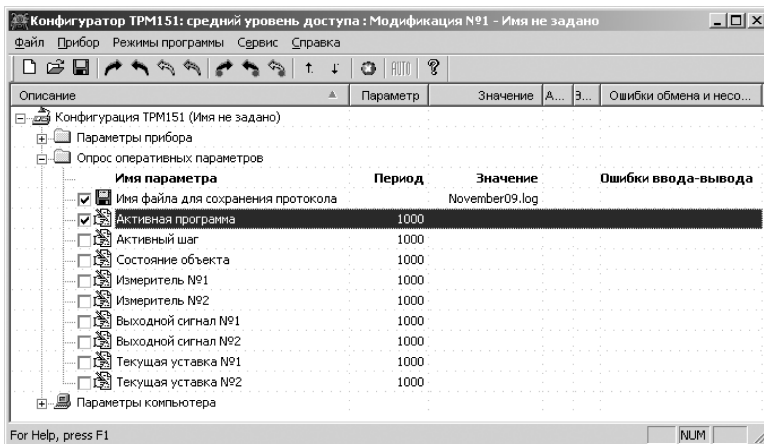 Конфигуратор ТРМ151: средний уровень доступа : Модификация №1 - Имя не задано
Файл Прибор Режимы программы Сервис Справка
AUTO
Описание Параметр Значение А... Э... Ошибки обмена и несо...
Конфигурация ТРМ151 (Имя не задано)
Параметры прибора
Опрос оперативных параметров
Имя параметра Период Значение Ошибки ввода-вывода
Имя файла для сохранения протокола November09.log
Активная программа 1000
Активный шаг 1000
Состояние объекта 1000
Измеритель №1 1000
Измеритель №2 1000
Выходной сигнал №1 1000
Выходной сигнал №2 1000
Текущая уставка №1 1000
Текущая уставка №2 1000
Параметры компьютера
For Help, press F1 NUM